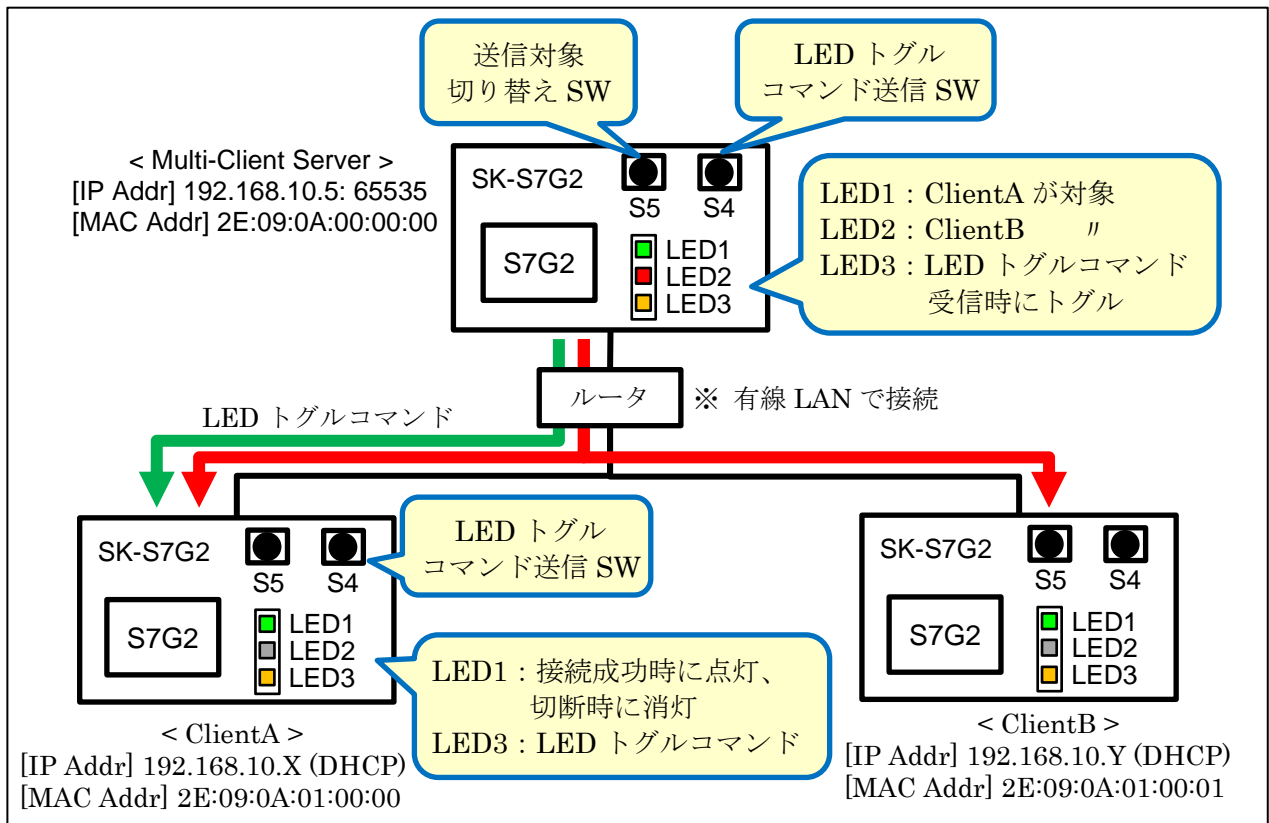 送信対象
切り替え SW
LED トグル
コマンド送信 SW
< Multi-Client Server >
[IP Addr] 192.168.10.5: 65535
[MAC Addr] 2E:09:0A:00:00:00
SK-S7G2
S5
S4
S7G2
LED1
LED2
LED3
LED1：ClientA が対象
LED2：ClientB 〃
LED3：LED トグルコマンド
受信時にトグル
ルータ
※ 有線 LAN で接続
LED トグルコマンド
SK-S7G2
S5
S4
S7G2
LED1
LED2
LED3
LED トグル
コマンド送信 SW
LED1：接続成功時に点灯、
切断時に消灯
LED3：LED トグルコマンド
< ClientA >
[IP Addr] 192.168.10.X (DHCP)
[MAC Addr] 2E:09:0A:01:00:00
SK-S7G2
S5
S4
S7G2
LED1
LED2
LED3
< ClientB >
[IP Addr] 192.168.10.Y (DHCP)
[MAC Addr] 2E:09:0A:01:00:01